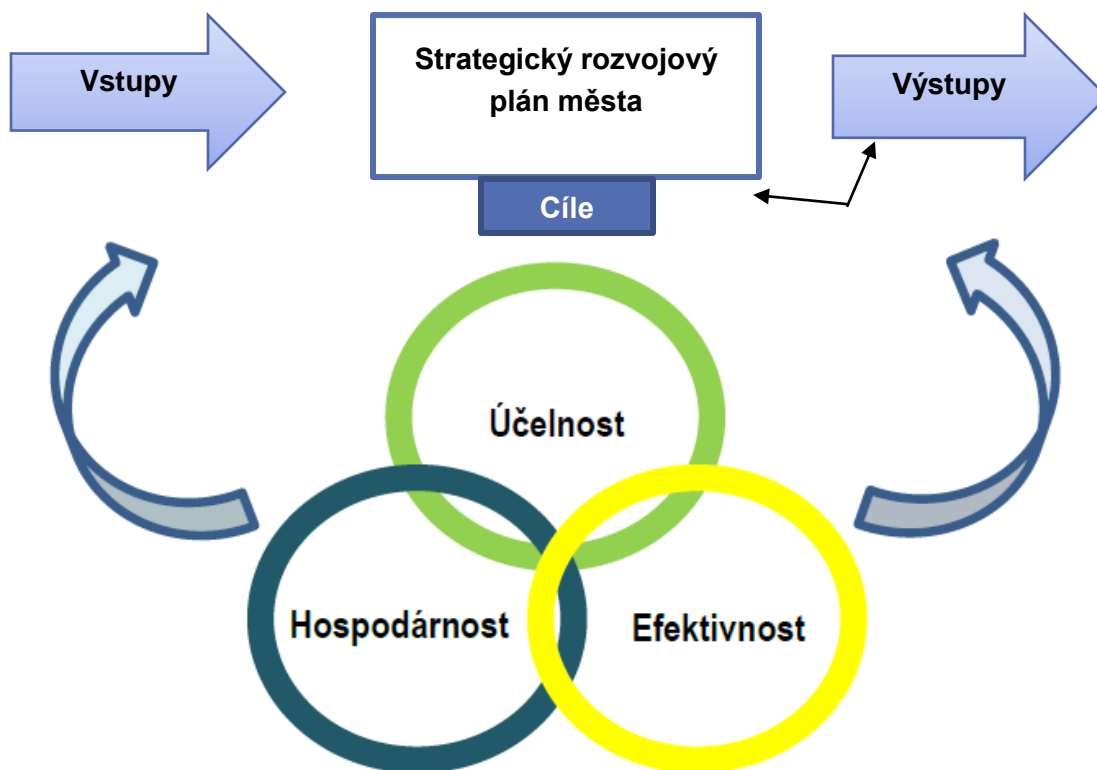 Vstupy
Strategický rozvojový
plán města
Výstupy
Cíle
Účelnost
Hospodárnost
Efektivnost